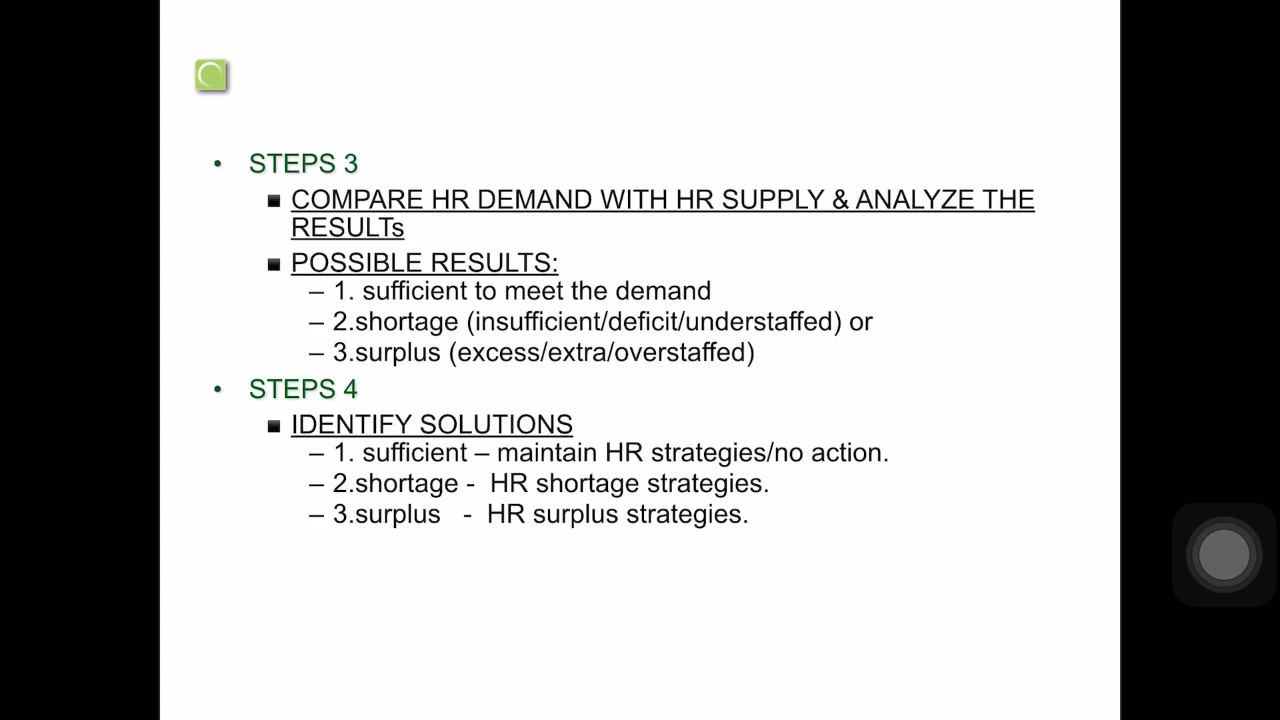 • STEPS 3
▪ COMPARE HR DEMAND WITH HR SUPPLY & ANALYZE THE
RESULTs
▪ POSSIBLE RESULTS:
– 1. sufficient to meet the demand
– 2.shortage (insufficient/deficit/understaffed) or
– 3.surplus (excess/extra/overstaffed)
• STEPS 4
▪ IDENTIFY SOLUTIONS
– 1. sufficient – maintain HR strategies/no action.
– 2.shortage - HR shortage strategies.
– 3.surplus - HR surplus strategies.